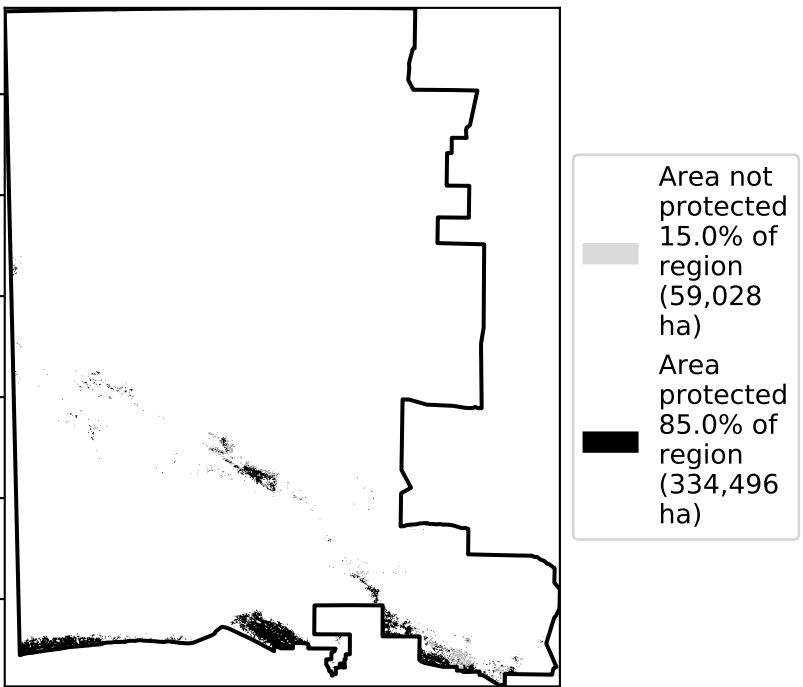 Area not
protected
15.0% of
region
(59,028
ha)
Area
protected
85.0% of
region
(334,496
ha)